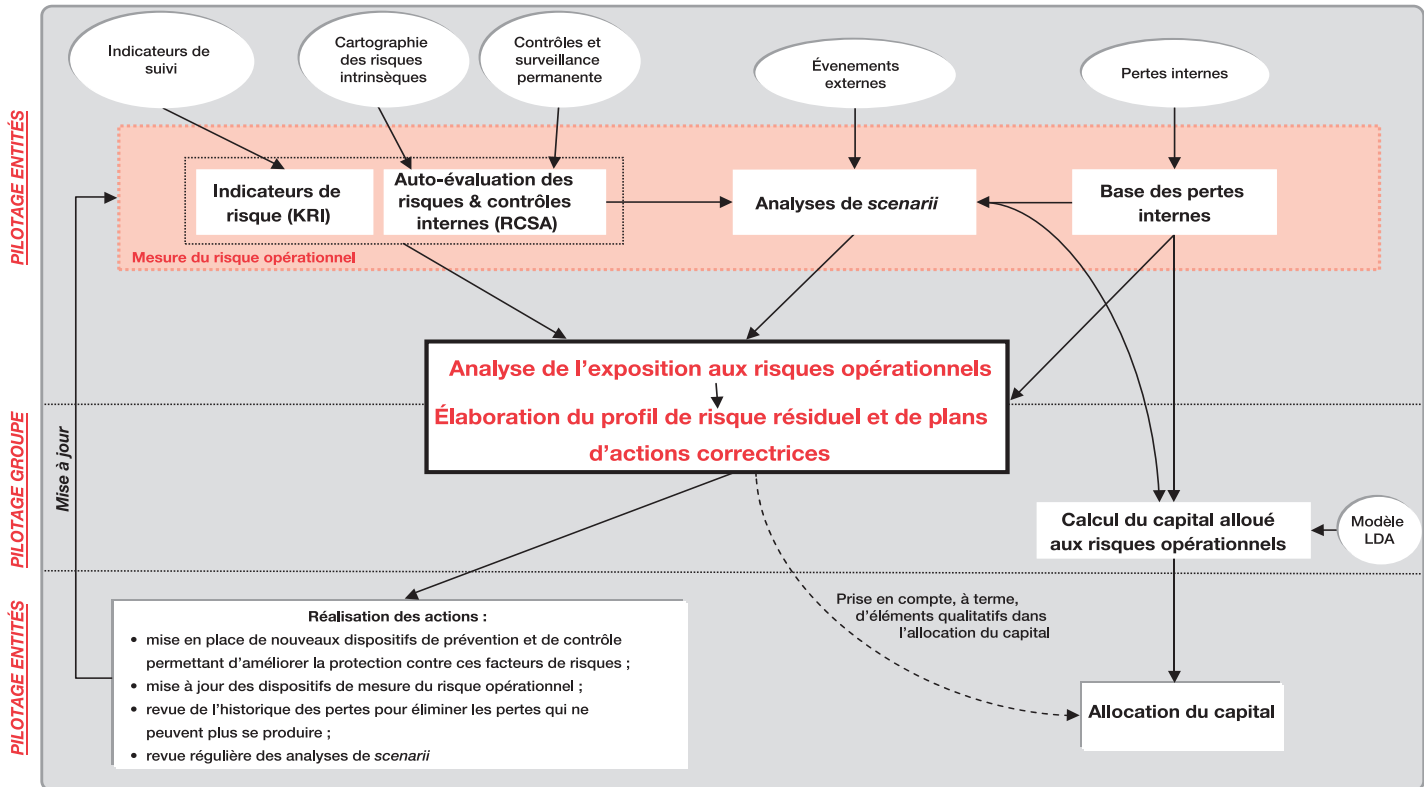 Indicateurs de
suivi
Cartographie
des risques
intrinsèques
Contrôles et
surveillance
permanente
Évenements
externes
Pertes internes
PILOTAGE ENTITÉS
Indicateurs de
risque (KRI)
Auto-évaluation des
risques & contrôles
internes (RCSA)
Analyses de scenarii
Base des pertes
internes
Mesure du risque opérationnel
Analyse de l'exposition aux risques opérationnels
Élaboration du profil de risque résiduel et de plans
d'actions correctrices
PILOTAGE GROUPE
Mise à jour
Calcul du capital alloué
aux risques opérationnels
Modèle
LDA
PILOTAGE ENTITÉS
Réalisation des actions :
• mise en place de nouveaux dispositifs de prévention et de contrôle
permettant d'améliorer la protection contre ces facteurs de risques ;
• mise à jour des dispositifs de mesure du risque opérationnel ;
• revue de l'historique des pertes pour éliminer les pertes qui ne
peuvent plus se produire ;
• revue régulière des analyses de scenarii
Prise en compte, à terme,
d'éléments qualitatifs dans
l'allocation du capital
Allocation du capital